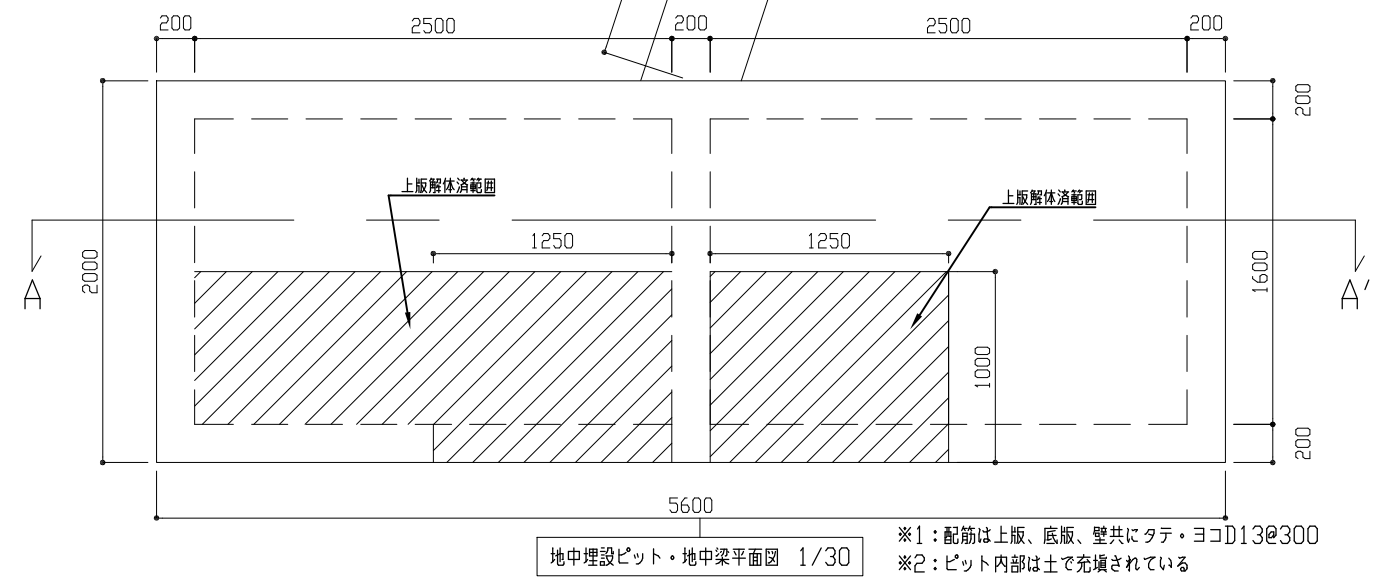 200 2500 200 2500 200
200
上版解体済範囲
上版解体済範囲
1250 1250
2000
1600
A A'
1000
200
5600
地中埋設ピット・地中梁平面図 1/30
※1：配筋は上版、底版、壁共にタテ・ヨコD13@300
※2：ピット内部は土で充填されている